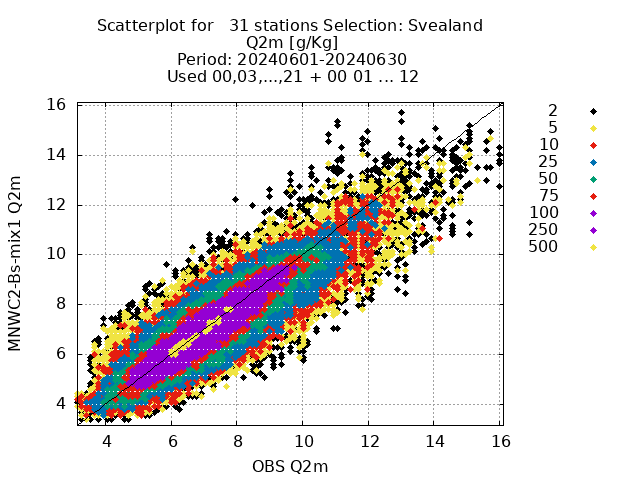 Scatterplot for   31 stations Selection: Svealand
Q2m [g/Kg]
Period: 20240601-20240630
Used 00,03,...,21 + 00 01 ... 12
MNWC2-Bs-mix1 Q2m
16
14
12
10
8
6
4
4 6 8 10 12 14 16
OBS Q2m
2
5
10
25
50
75
100
250
500